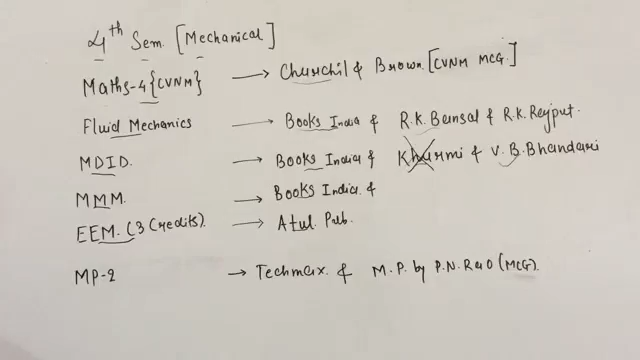 4th Sem. [Mechanical]
Maths-4 {CVNM} → Churchil & Brown [CVNM MCG.]
Fluid Mechanics → Books India & R.K. Bansal & R.K. Rajput.
MDID. → Books India & Khurmi & V.B. Bhandari
MMM. → Books India &
EEM. (3 Credits). → Atul Pub.
MP-2 → Techmax. & M.P. by P.N. Rao (MCG).